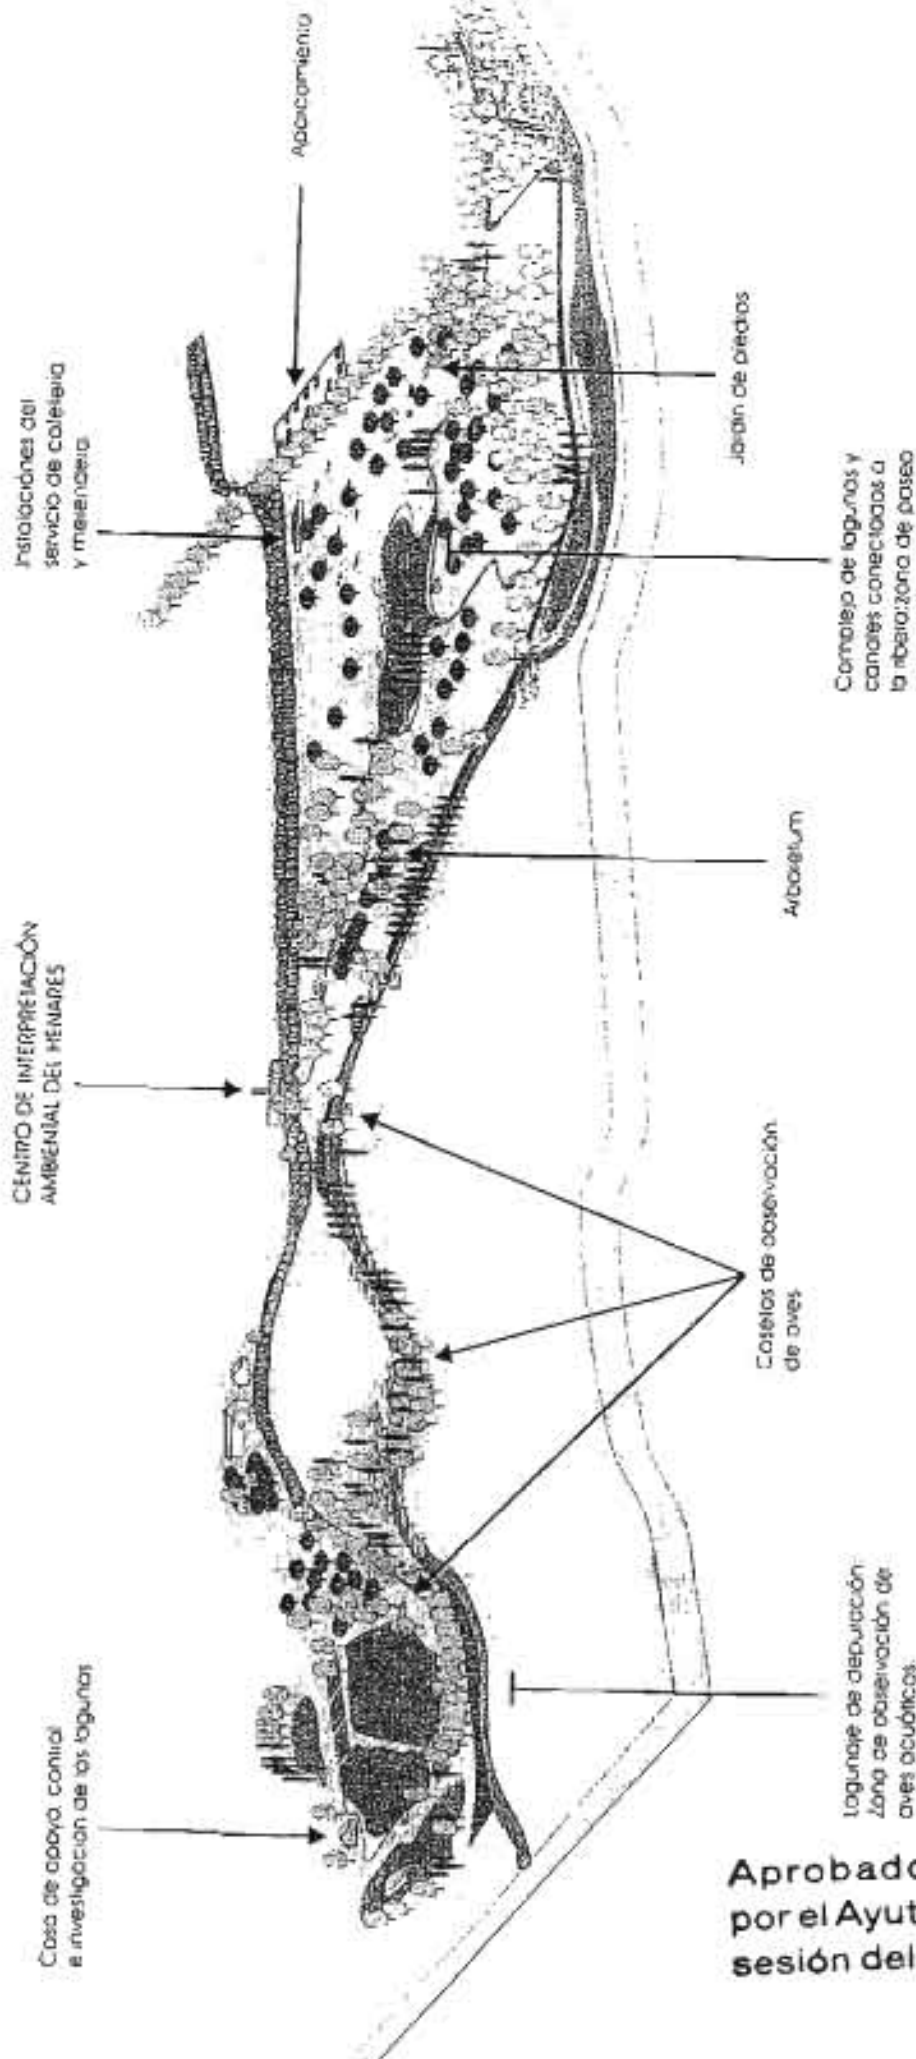 Casa de apoyo, control
e investigación de las lagunas
CENTRO DE INTERPRETACIÓN
AMBIENTAL DEL HENARES
Instalaciones del
servicio de cafetería
y merendero
Aparcamiento
Lagunaje de depuración
Zona de observación de
aves acuáticas.
Casetas de observación
de aves
Arboretum
Complejo de lagunas y
canales conectados a
la ribera:zona de paseo
Jardín de piedras
Aprobado
por el Ayut
sesión del